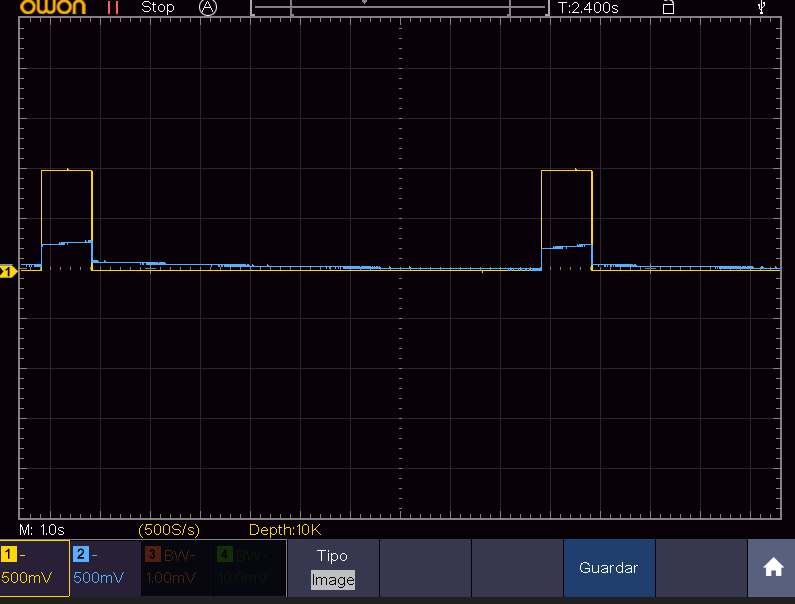 OWON Stop A T:2.400s
1
M: 1.0s (500S/s) Depth:10K
1 - 2 - 3 BW~ 4 BW~ Tipo
500mV 500mV 1.00mV 10.0mV Image Guardar